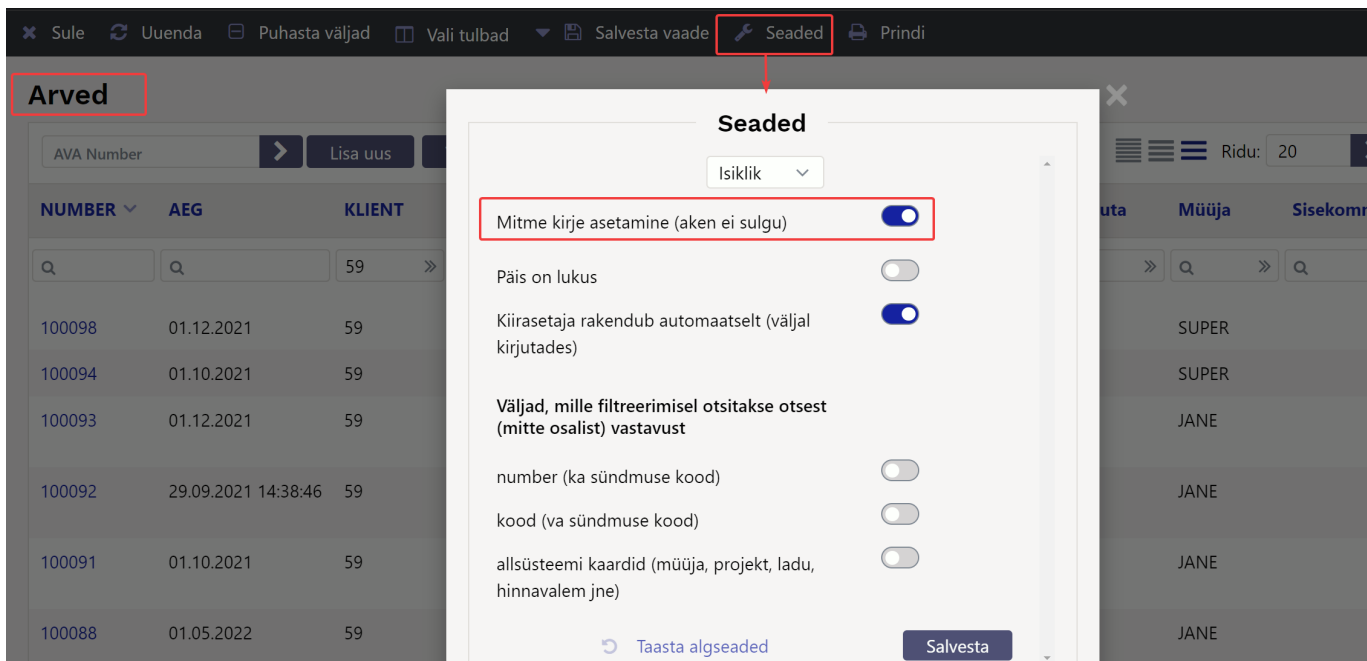 Sule Uuenda Puhasta väljad Vali tulbad Salvesta vaade Seaded Prindi
Arved
Seaded
AVA Number Lisa uus Ridu: 20
Isiklik
NUMBER AEG KLIENT Müüja
Mitme kirje asetamine (aken ei sulgu)
59
Päis on lukus
100098 01.12.2021 59 SUPER
Kiirasetaja rakendub automaatselt (väljal
kirjutades)
100094 01.10.2021 59 SUPER
Väljad, mille filtreerimisel otsitakse otsest
(mitte osalist) vastavust
100093 01.12.2021 59 JANE
number (ka sündmuse kood)
100092 29.09.2021 14:38:46 59 JANE
kood (va sündmuse kood)
100091 01.10.2021 59 JANE
allsüsteemi kaardid (müüja, projekt, ladu,
hinnavalem jne)
100088 01.05.2022 59 JANE
Taasta algseaded Salvesta